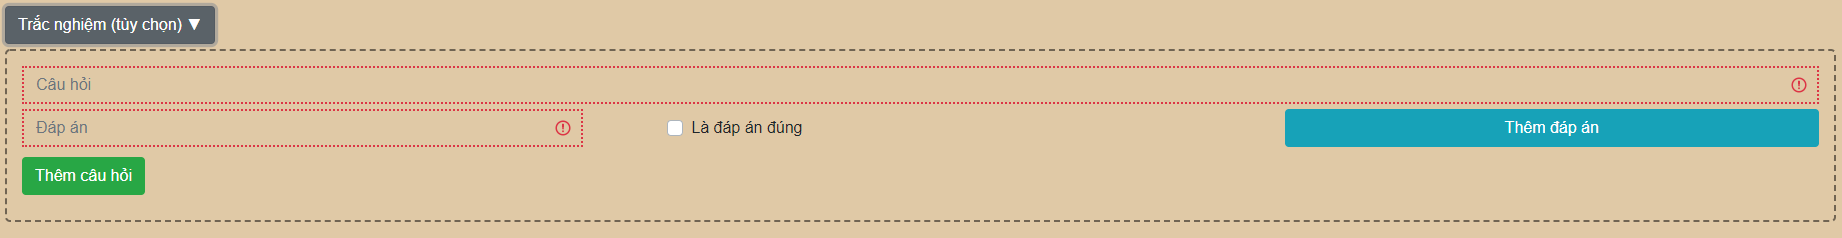 Trắc nghiệm (tùy chọn) ▼
Câu hỏi
Đáp án
Là đáp án đúng
Thêm đáp án
Thêm câu hỏi